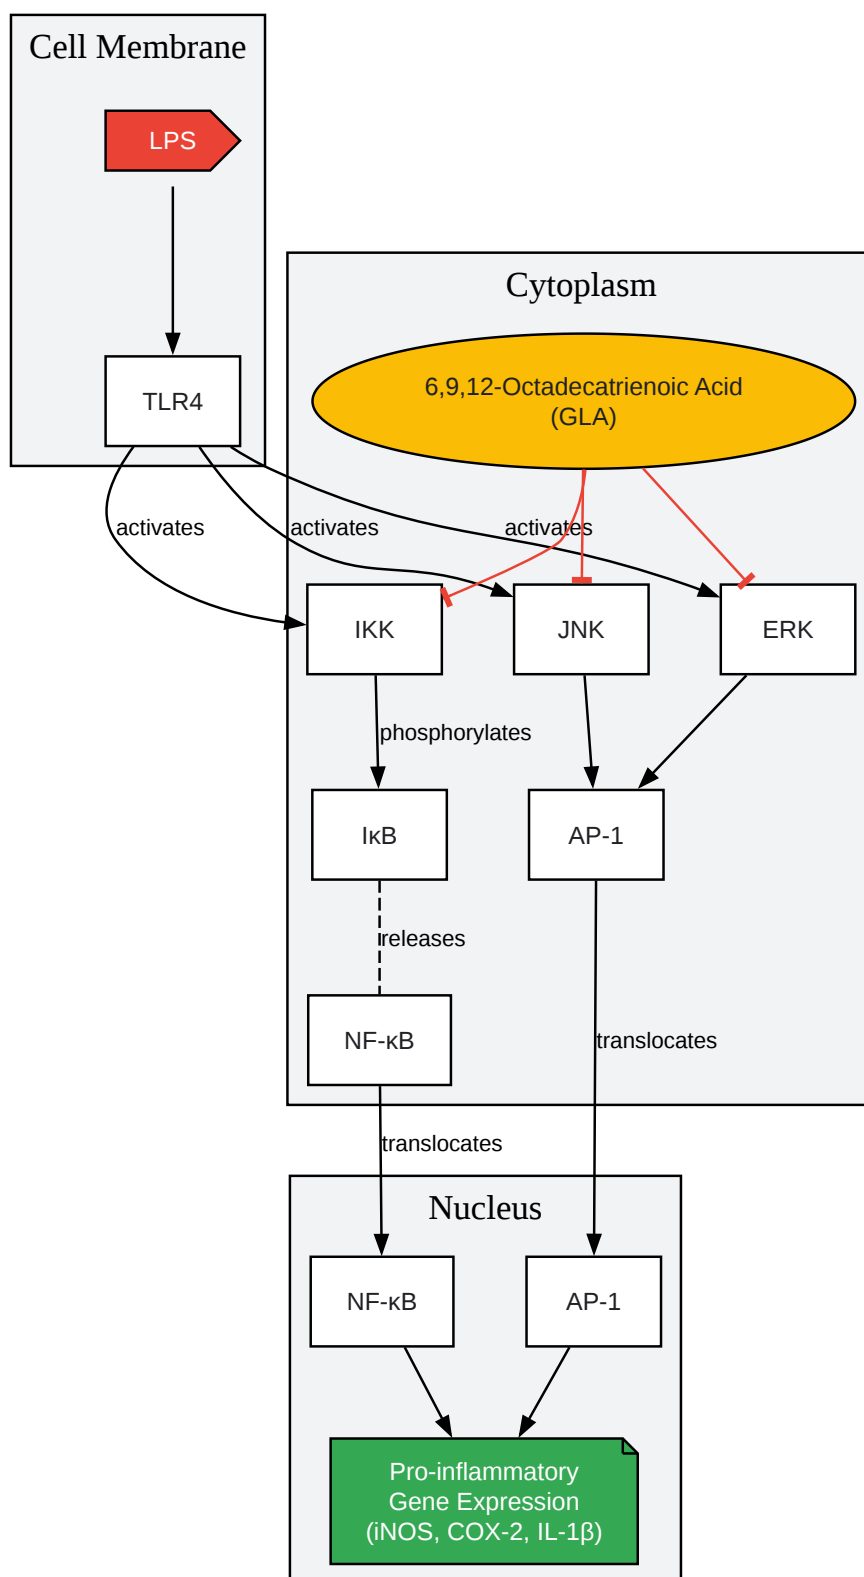 Cell Membrane
LPS
TLR4
Cytoplasm
6,9,12-Octadecatrienoic Acid
(GLA)
activates
activates
activates
IKK
JNK
ERK
phosphorylates
IκB
AP-1
releases
NF-κB
translocates
translocates
Nucleus
NF-κB
AP-1
Pro-inflammatory
Gene Expression
(iNOS, COX-2, IL-1β)